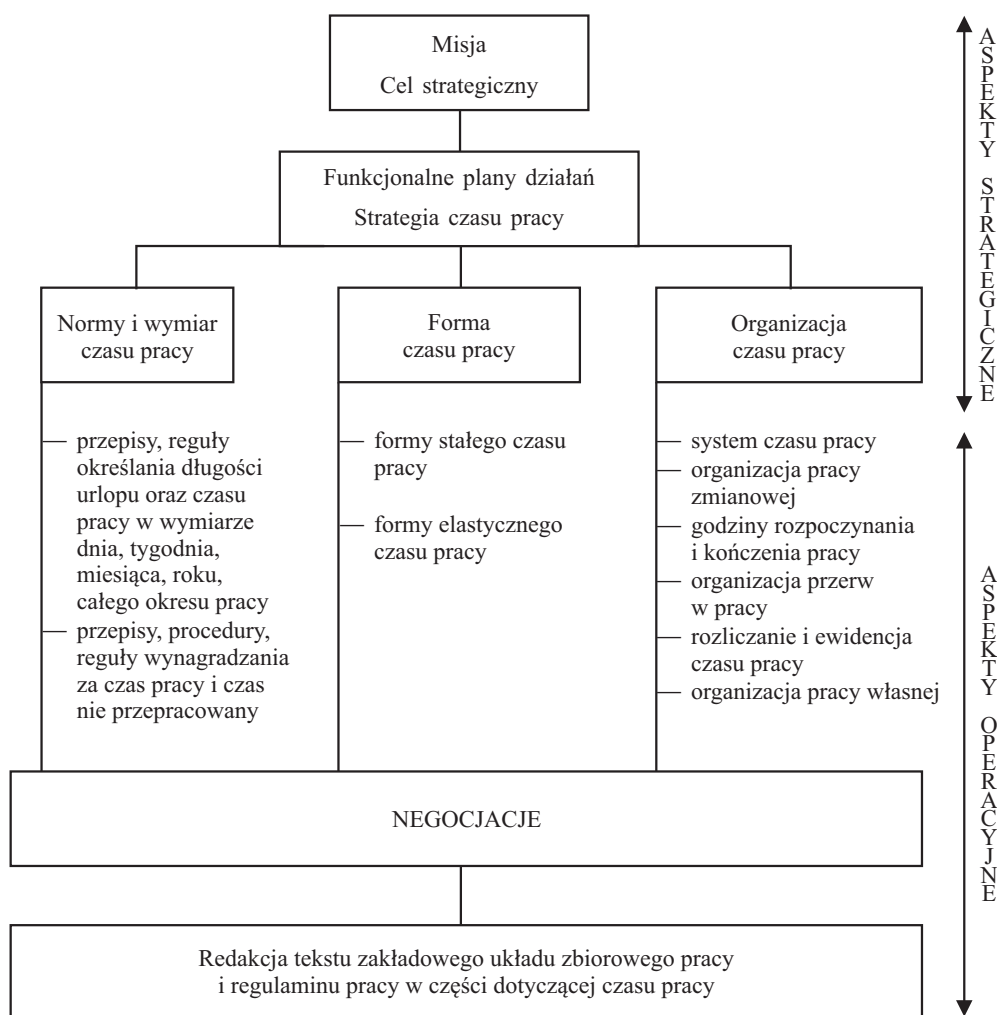 Misja
Cel strategiczny
Funkcjonalne plany działań
Strategia czasu pracy
Normy i wymiar
czasu pracy
Forma
czasu pracy
Organizacja
czasu pracy
przepisy, reguły
określania długości
urlopu oraz czasu
pracy w wymiarze
dnia, tygodnia,
miesiąca, roku,
całego okresu pracy
przepisy, procedury,
reguły wynagradzania
za czas pracy i czas
nie przepracowany
formy stałego czasu
pracy
formy elastycznego
czasu pracy
system czasu pracy
organizacja pracy
zmianowej
godziny rozpoczynania
i kończenia pracy
organizacja przerw
w pracy
rozliczanie i ewidencja
czasu pracy
organizacja pracy własnej
NEGOCJACJE
Redakcja tekstu zakładowego układu zbiorowego pracy
i regulaminu pracy w części dotyczącej czasu pracy
ASPEKTY STRATEGICZNE
ASPEKTY OPERACYJNE